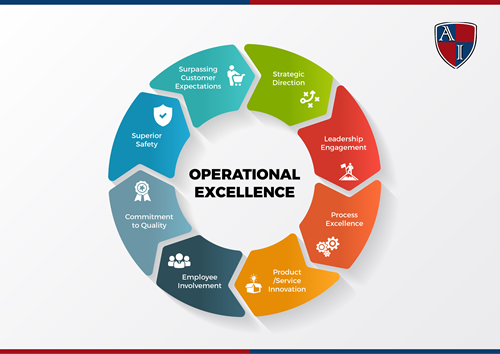 A I
OPERATIONAL
EXCELLENCE
Strategic
Direction
Leadership
Engagement
Process
Excellence
Product
/Service
Innovation
Employee
Involvement
Commitment
to Quality
Superior
Safety
Surpassing
Customer
Expectations